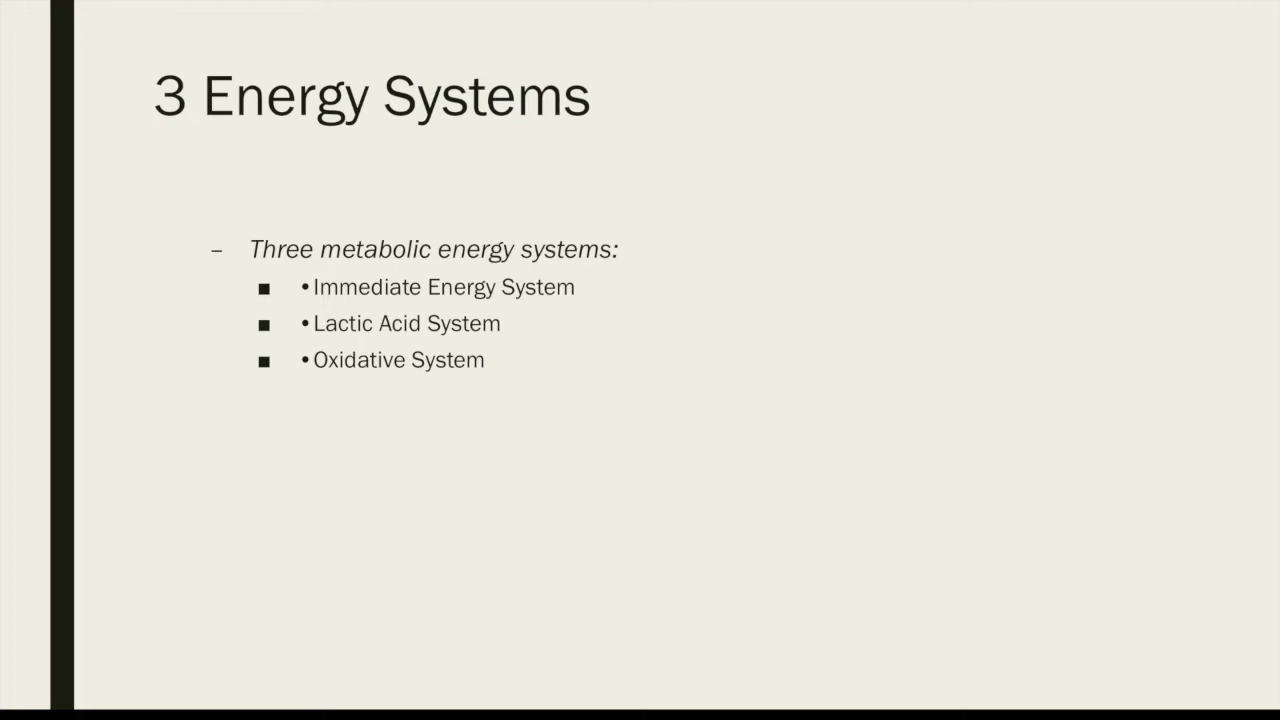 3 Energy Systems
– Three metabolic energy systems:
■ •Immediate Energy System
■ •Lactic Acid System
■ •Oxidative System